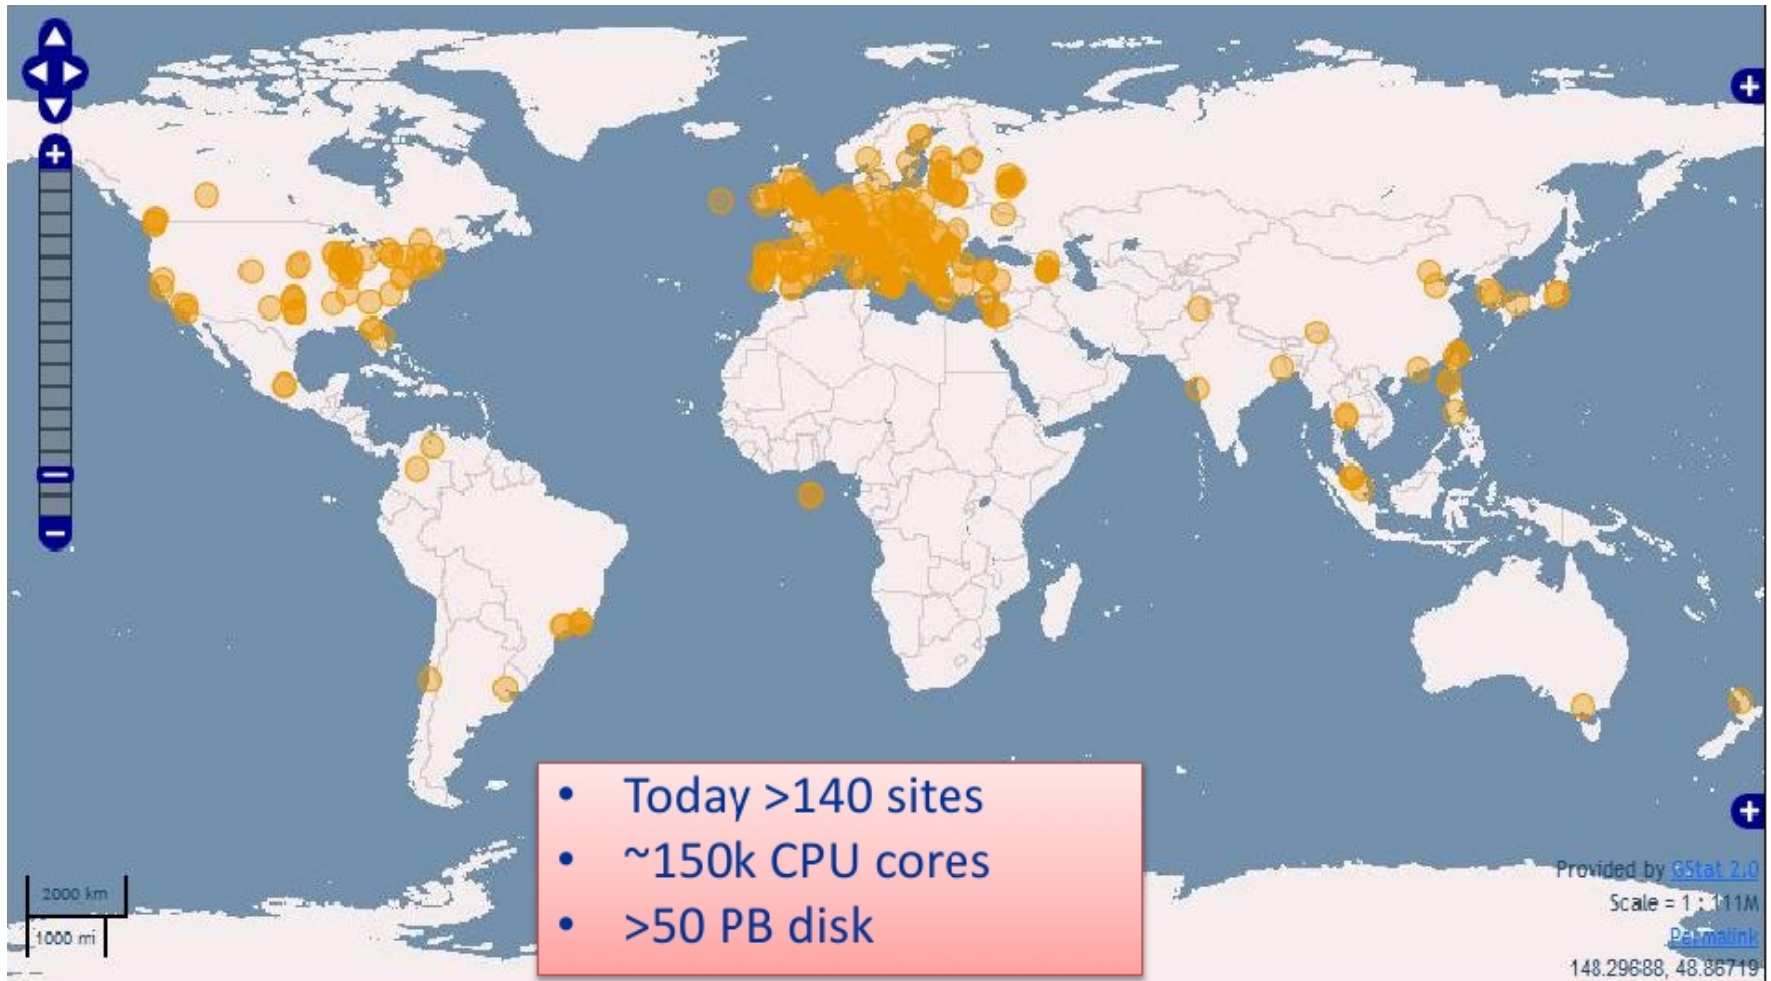 2000 km
1000 mi
• Today >140 sites
• ~150k CPU cores
• >50 PB disk
Provided by GStat 2.0
Scale = 1 : 111M
Permalink
148.29688, 48.86719